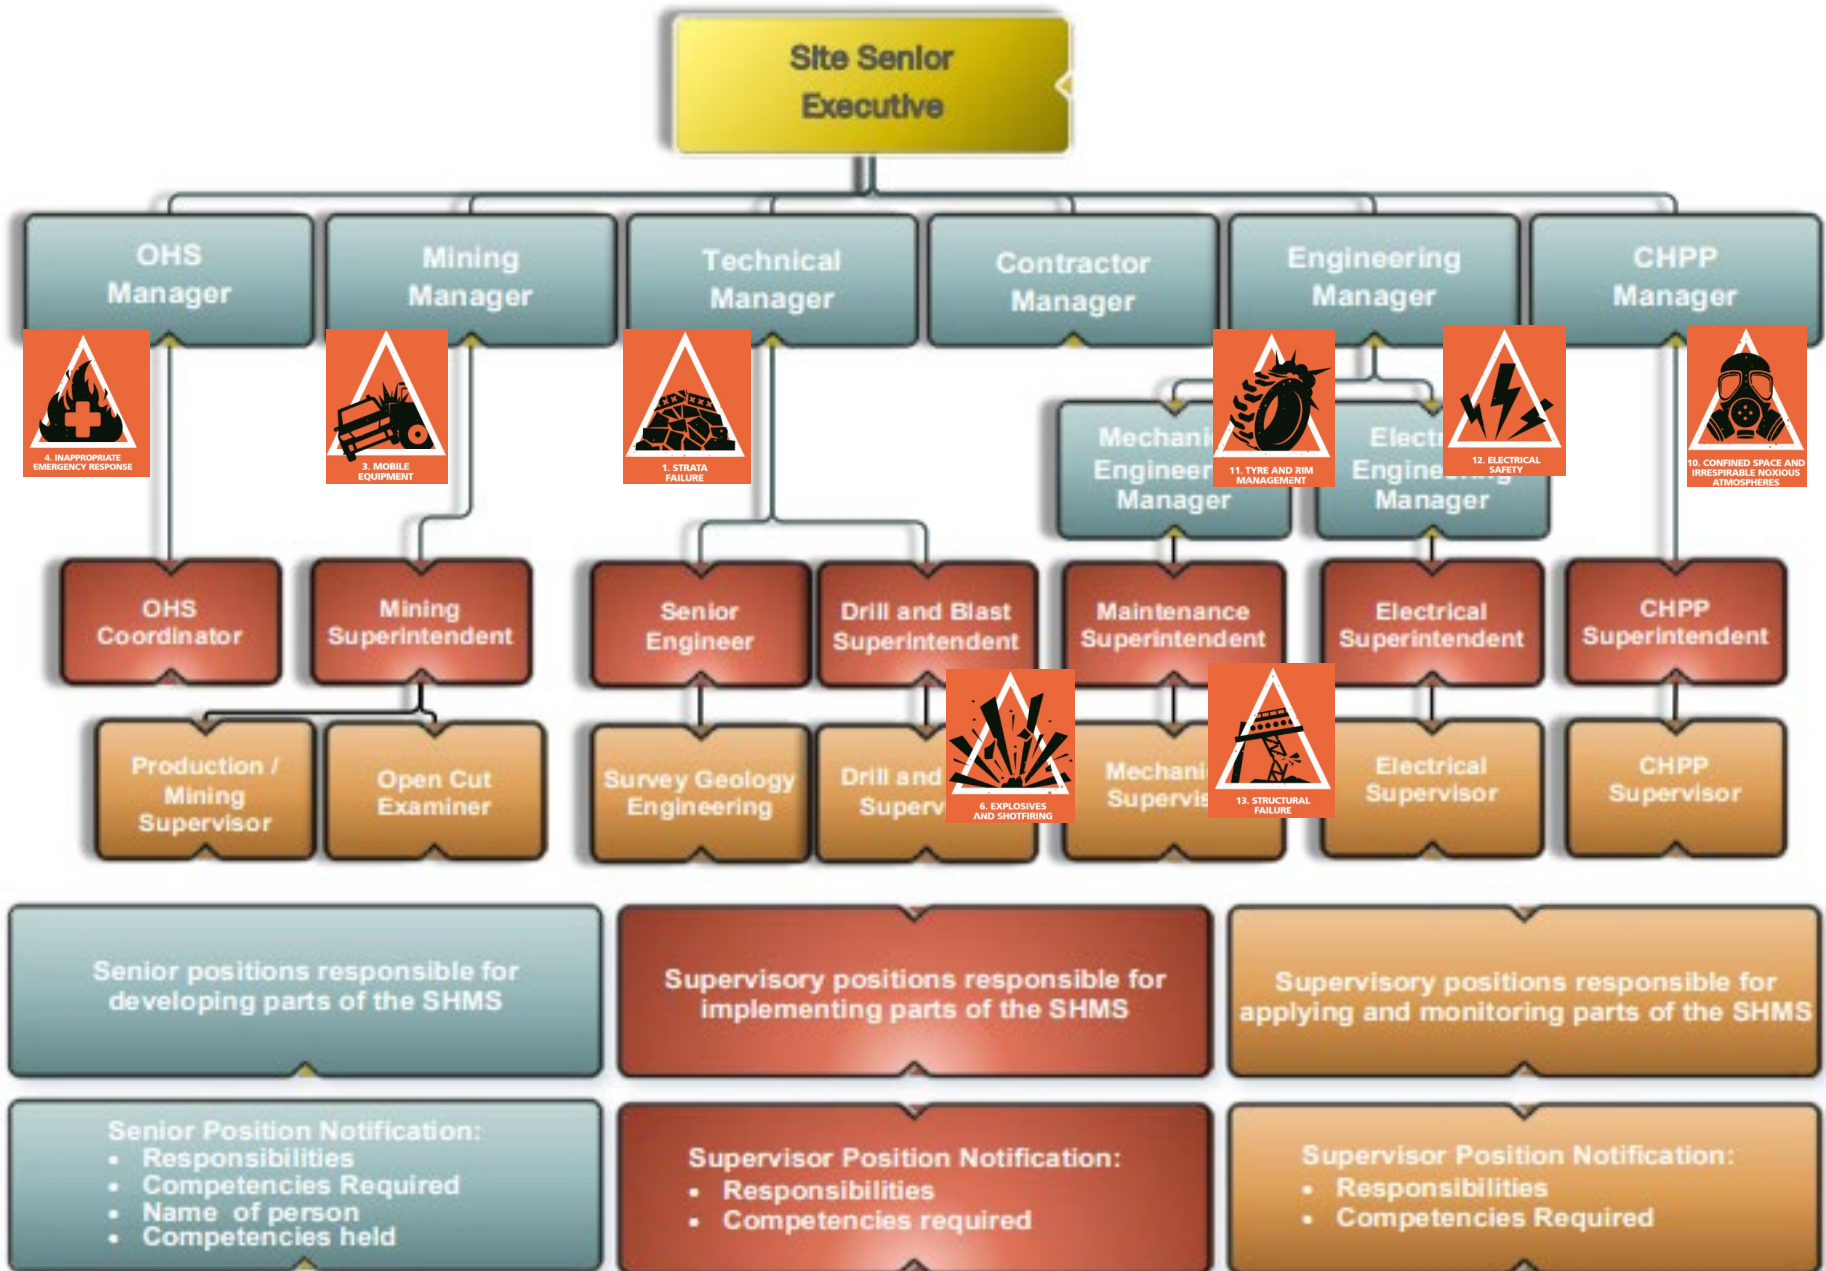 Site Senior
Executive
OHS
Manager
Mining
Manager
Technical
Manager
Contractor
Manager
Engineering
Manager
CHPP
Manager
4. INAPPROPRIATE
EMERGENCY RESPONSE
3. MOBILE
EQUIPMENT
1. STRATA
FAILURE
Mechani
Engineer
Manager
11. TYRE AND RIM
MANAGEMENT
Electr
Engineering
Manager
12. ELECTRICAL
SAFETY
10. CONFINED SPACE AND
IRRESPIRABLE NOXIOUS
ATMOSPHERES
OHS
Coordinator
Mining
Superintendent
Senior
Engineer
Drill and Blast
Superintendent
Maintenance
Superintendent
Electrical
Superintendent
CHPP
Superintendent
Production /
Mining
Supervisor
Open Cut
Examiner
Survey Geology
Engineering
Drill and
Superv
6. EXPLOSIVES
AND SHOTFIRING
Mechani
Supervis
13. STRUCTURAL
FAILURE
Electrical
Supervisor
CHPP
Supervisor
Senior positions responsible for
developing parts of the SHMS
Supervisory positions responsible for
implementing parts of the SHMS
Supervisory positions responsible for
applying and monitoring parts of the SHMS
Senior Position Notification:
• Responsibilities
• Competencies Required
• Name of person
• Competencies held
Supervisor Position Notification:
• Responsibilities
• Competencies required
Supervisor Position Notification:
• Responsibilities
• Competencies Required